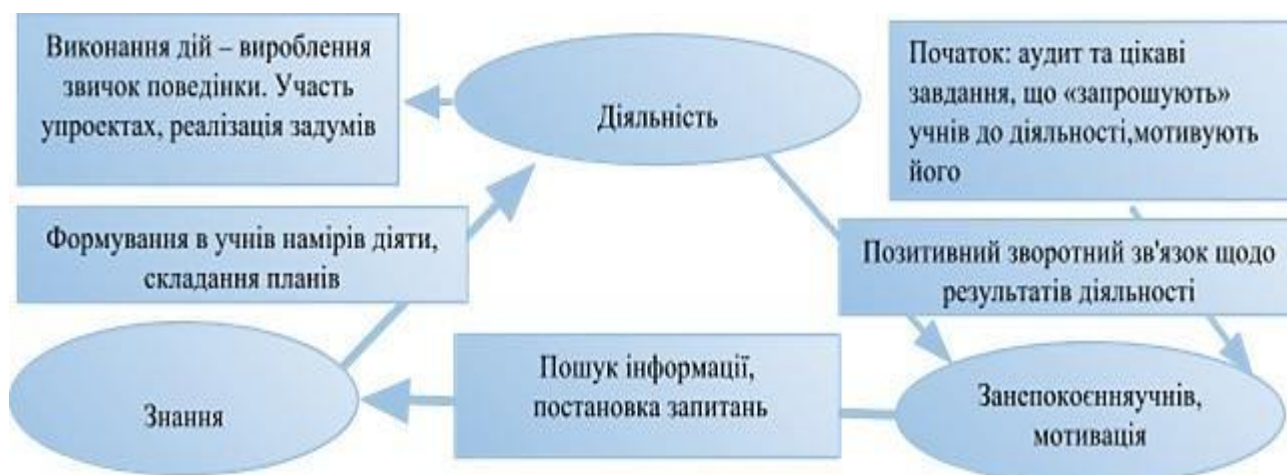 Виконання дій – вироблення
звичок поведінки. Участь
упроектах, реалізація задумів
Діяльність
Початок: аудит та цікаві
завдання, що «запрошують»
учнів до діяльності,мотивують
його
Формування в учнів намірів діяти,
складання планів
Позитивний зворотний зв'язок щодо
результатів діяльності
Знання
Пошук інформації,
постановка запитань
Занепокоєнняучнів,
мотивація